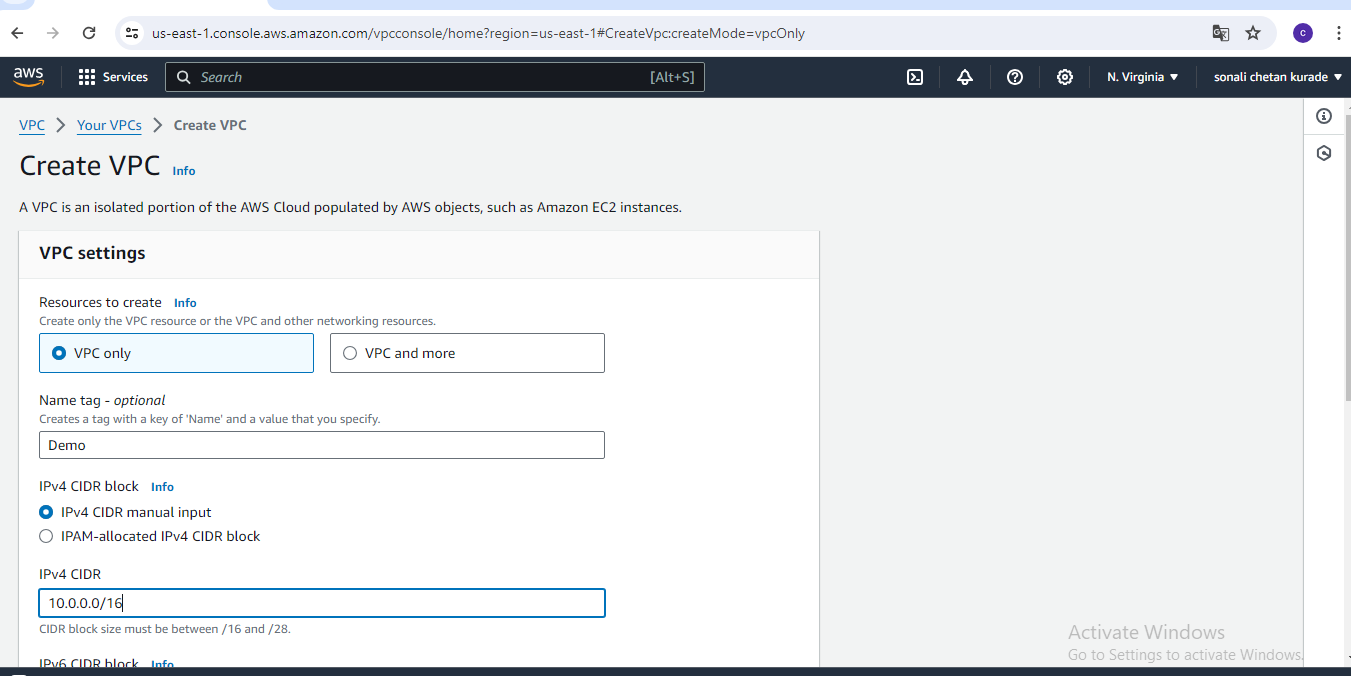 us-east-1.console.aws.amazon.com/vpcconsole/home?region=us-east-1#CreateVpc:createMode=vpcOnly
C
aws Services Search [Alt+S] N. Virginia sonali chetan kurade
VPC Your VPCs Create VPC
Create VPC Info
A VPC is an isolated portion of the AWS Cloud populated by AWS objects, such as Amazon EC2 instances.
VPC settings
Resources to create Info
Create only the VPC resource or the VPC and other networking resources.
VPC only VPC and more
Name tag - optional
Creates a tag with a key of 'Name' and a value that you specify.
Demo
IPv4 CIDR block Info
IPv4 CIDR manual input
IPAM-allocated IPv4 CIDR block
IPv4 CIDR
10.0.0.0/16
CIDR block size must be between /16 and /28.
IPv6 CIDR block Info
Activate Windows
Go to Settings to activate Windows.